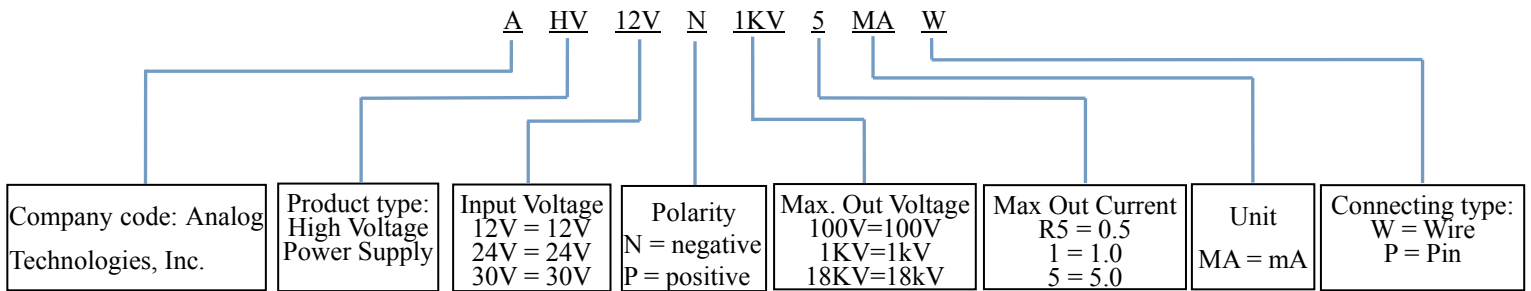 A HV 12V N 1KV 5 MA W
Company code: Analog
Technologies, Inc.
Product type:
High Voltage
Power Supply
Input Voltage
12V = 12V
24V = 24V
30V = 30V
Polarity
N = negative
P = positive
Max. Out Voltage
100V=100V
1KV=1kV
18KV=18kV
Max Out Current
R5 = 0.5
1 = 1.0
5 = 5.0
Unit
MA = mA
Connecting type:
W = Wire
P = Pin